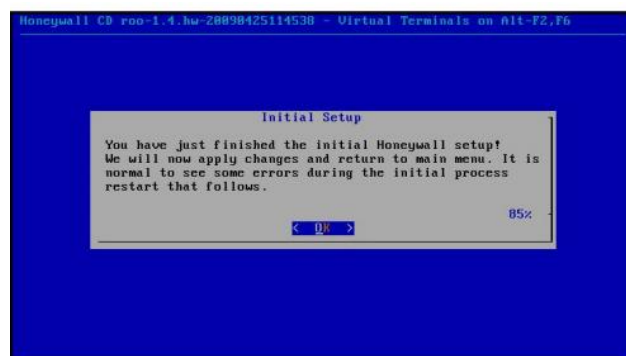 Honeywall CD roo-1.4.hw-20090425114538 - Virtual Terminals on Alt-F2,F6
Initial Setup
You have just finished the initial Honeywall setup!
We will now apply changes and return to main menu. It is
normal to see some errors during the initial process
restart that follows.
85%
< OK >